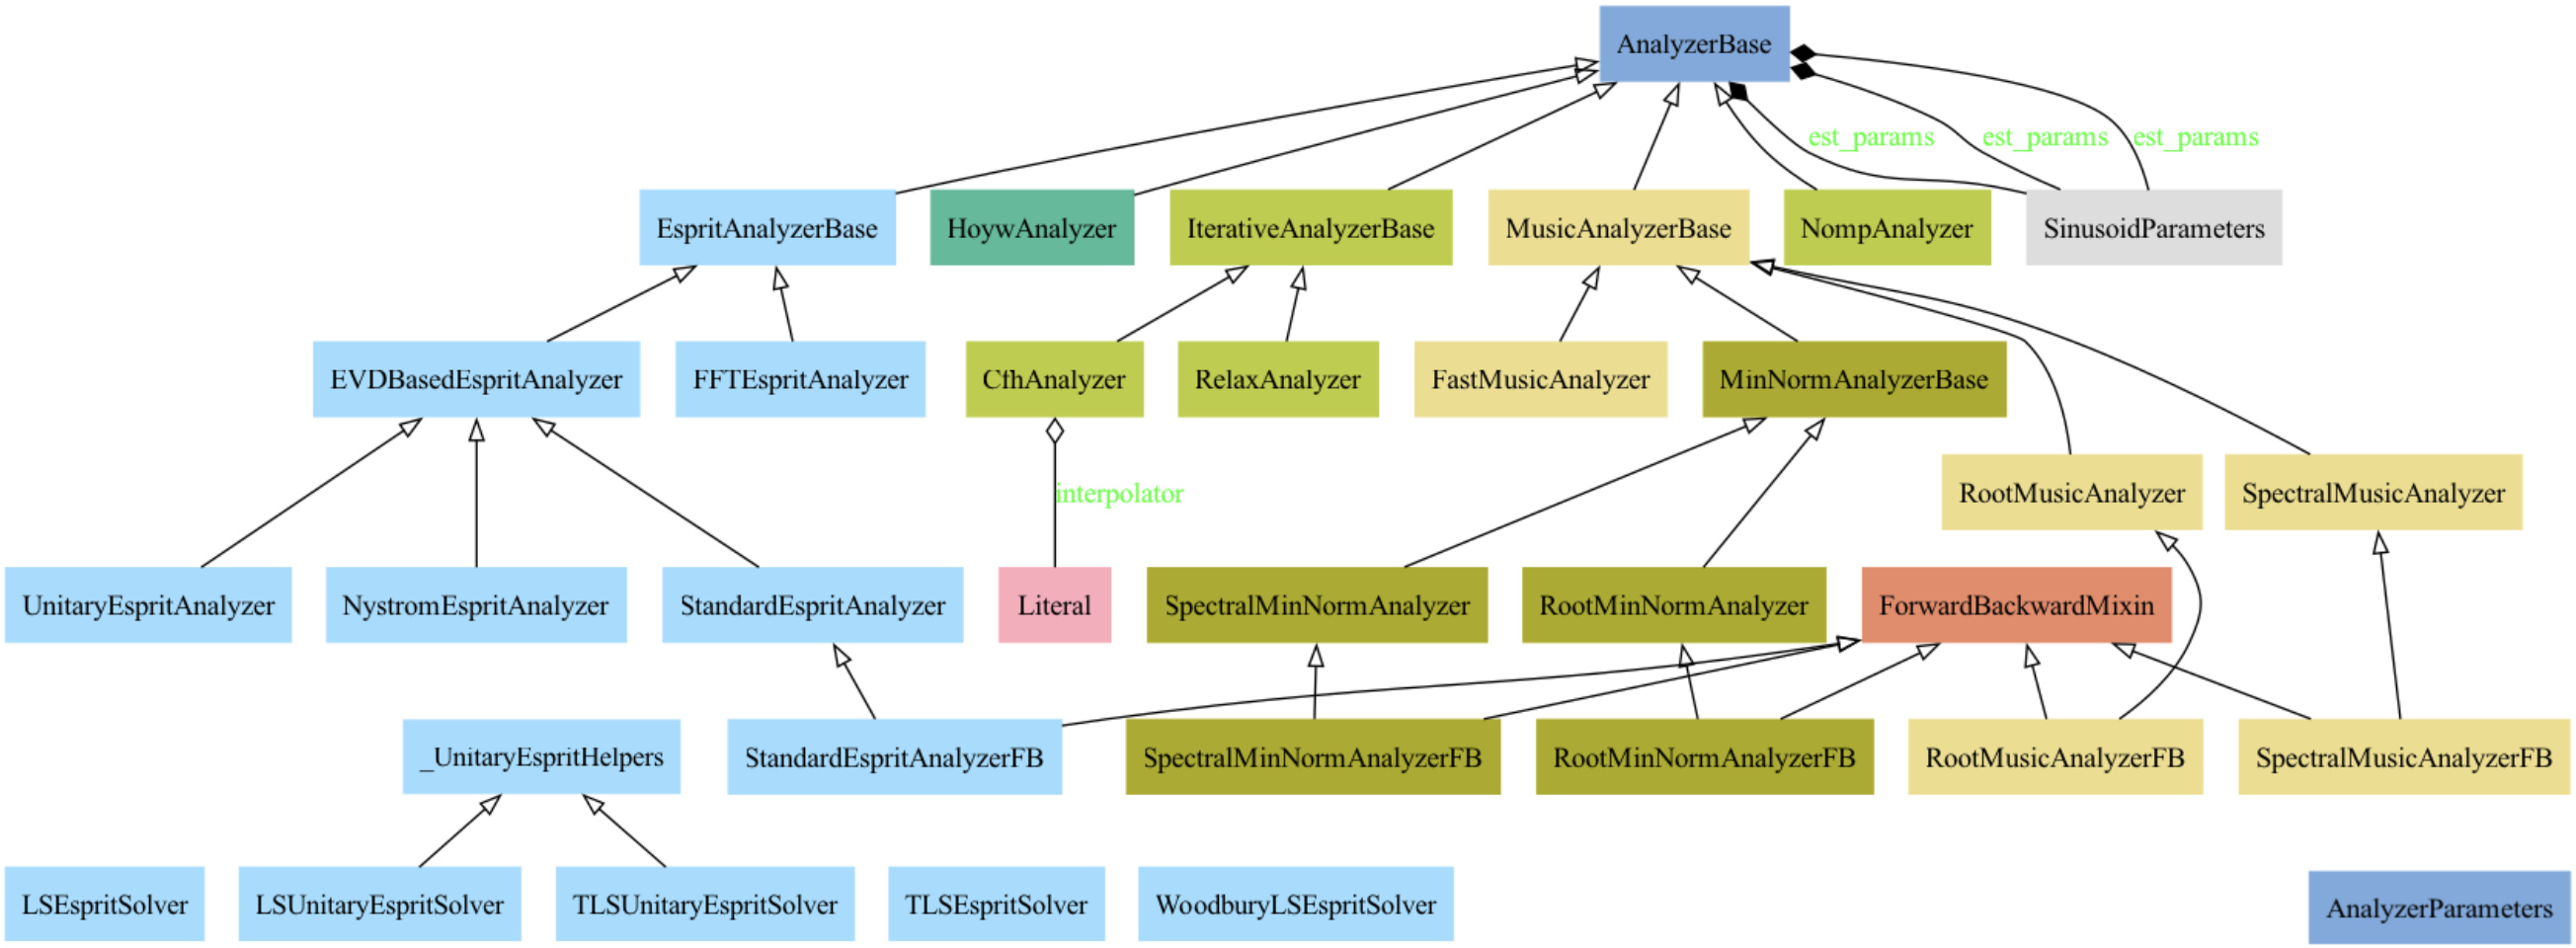 AnalyzerBase
est_params
est_params
est_params
EspritAnalyzerBase
HoywAnalyzer
IterativeAnalyzerBase
MusicAnalyzerBase
NompAnalyzer
SinusoidParameters
EVDBasedEspritAnalyzer
FFTEspritAnalyzer
CfhAnalyzer
RelaxAnalyzer
FastMusicAnalyzer
MinNormAnalyzerBase
interpolator
RootMusicAnalyzer
SpectralMusicAnalyzer
UnitaryEspritAnalyzer
NystromEspritAnalyzer
StandardEspritAnalyzer
Literal
SpectralMinNormAnalyzer
RootMinNormAnalyzer
ForwardBackwardMixin
_UnitaryEspritHelpers
StandardEspritAnalyzerFB
SpectralMinNormAnalyzerFB
RootMinNormAnalyzerFB
RootMusicAnalyzerFB
SpectralMusicAnalyzerFB
LSEspritSolver
LSUnitaryEspritSolver
TLSUnitaryEspritSolver
TLSEspritSolver
WoodburyLSEspritSolver
AnalyzerParameters